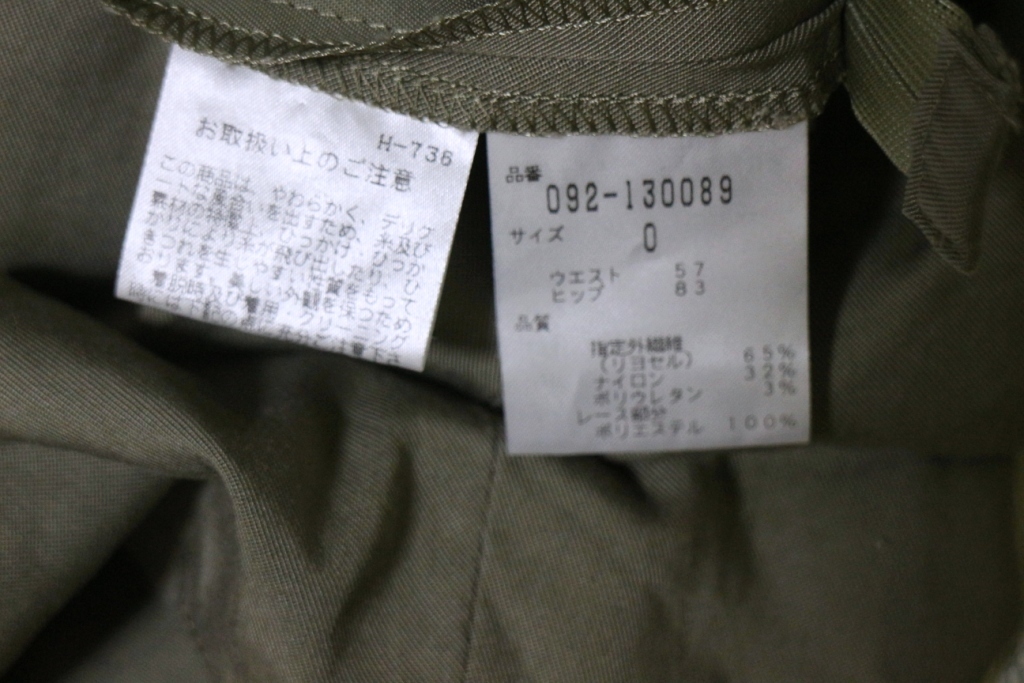 H-736
お取扱い上のご注意
この商品は、やわらかく、デリケ
ートな風合いを出すため、
素材の特徴上、ひっかけ、
かりにより糸が飛び出したり、ひっか
生じやすい性質をもって
おります。美しい外観を保つため
着脱時及び着用
品番
092-130089
サイズ
0
ウエスト 57
ヒップ 83
品質
指定外繊維
(リヨセル) 65%
ナイロン 32%
ポリウレタン 3%
レース部分
ポリエステル 100%